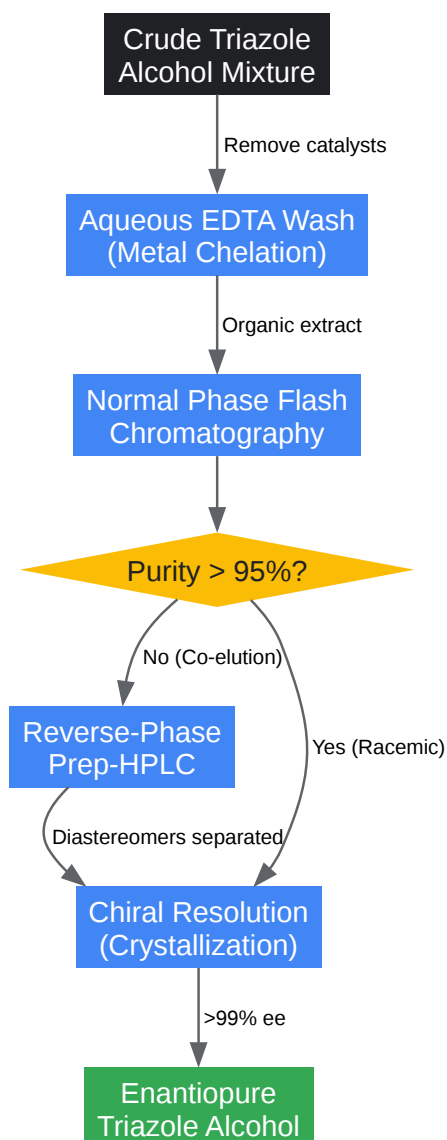 Crude Triazole
Alcohol Mixture
Remove catalysts
Aqueous EDTA Wash
(Metal Chelation)
Organic extract
Normal Phase Flash
Chromatography
Purity > 95%?
No (Co-elution)
Reverse-Phase
Prep-HPLC
Yes (Racemic)
Diastereomers separated
Chiral Resolution
(Crystallization)
>99% ee
Enantiopure
Triazole Alcohol